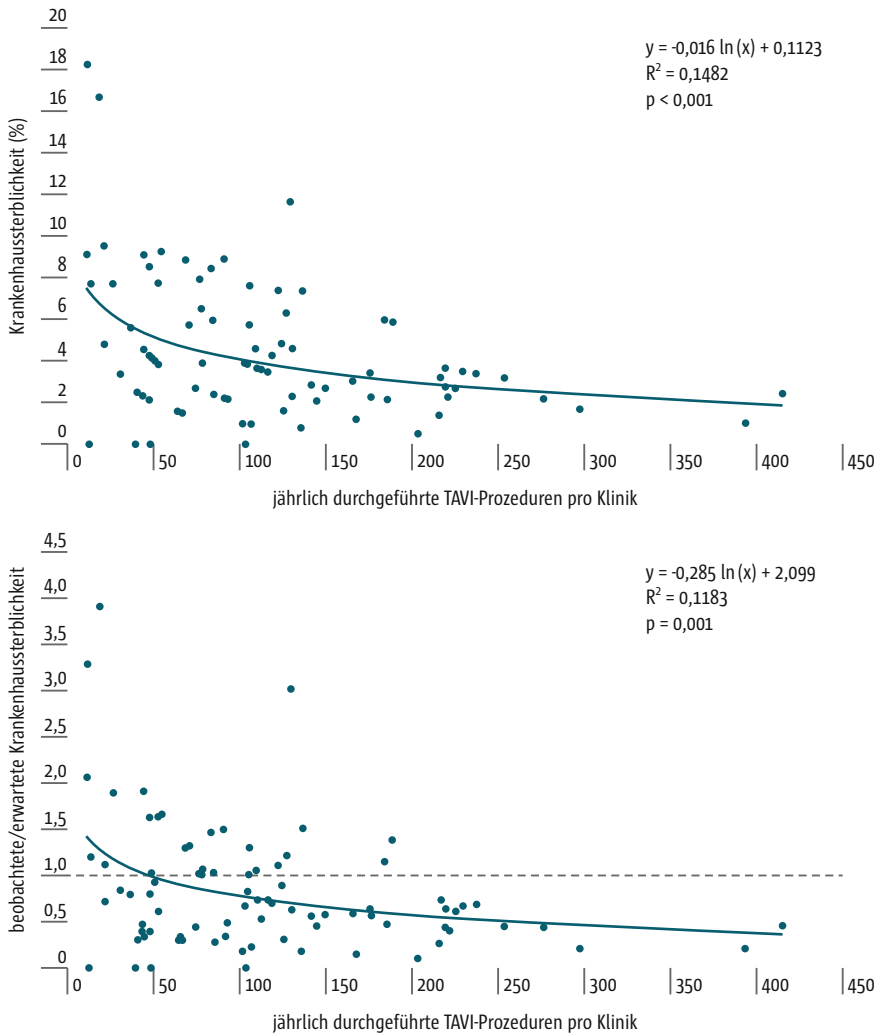 20
18
16
14
12
10
8
6
4
2
0
Krankenhaussterblichkeit (%)
y = -0,016 ln (x) + 0,1123
R² = 0,1482
p < 0,001
0 50 100 150 200 250 300 350 400 450
jährlich durchgeführte TAVI-Prozeduren pro Klinik
4,5
4,0
3,5
3,0
2,5
2,0
1,5
1,0
0,5
0
beobachtete/erwartete Krankenhaussterblichkeit
y = -0,285 ln (x) + 2,099
R² = 0,1183
p = 0,001
0 50 100 150 200 250 300 350 400 450
jährlich durchgeführte TAVI-Prozeduren pro Klinik